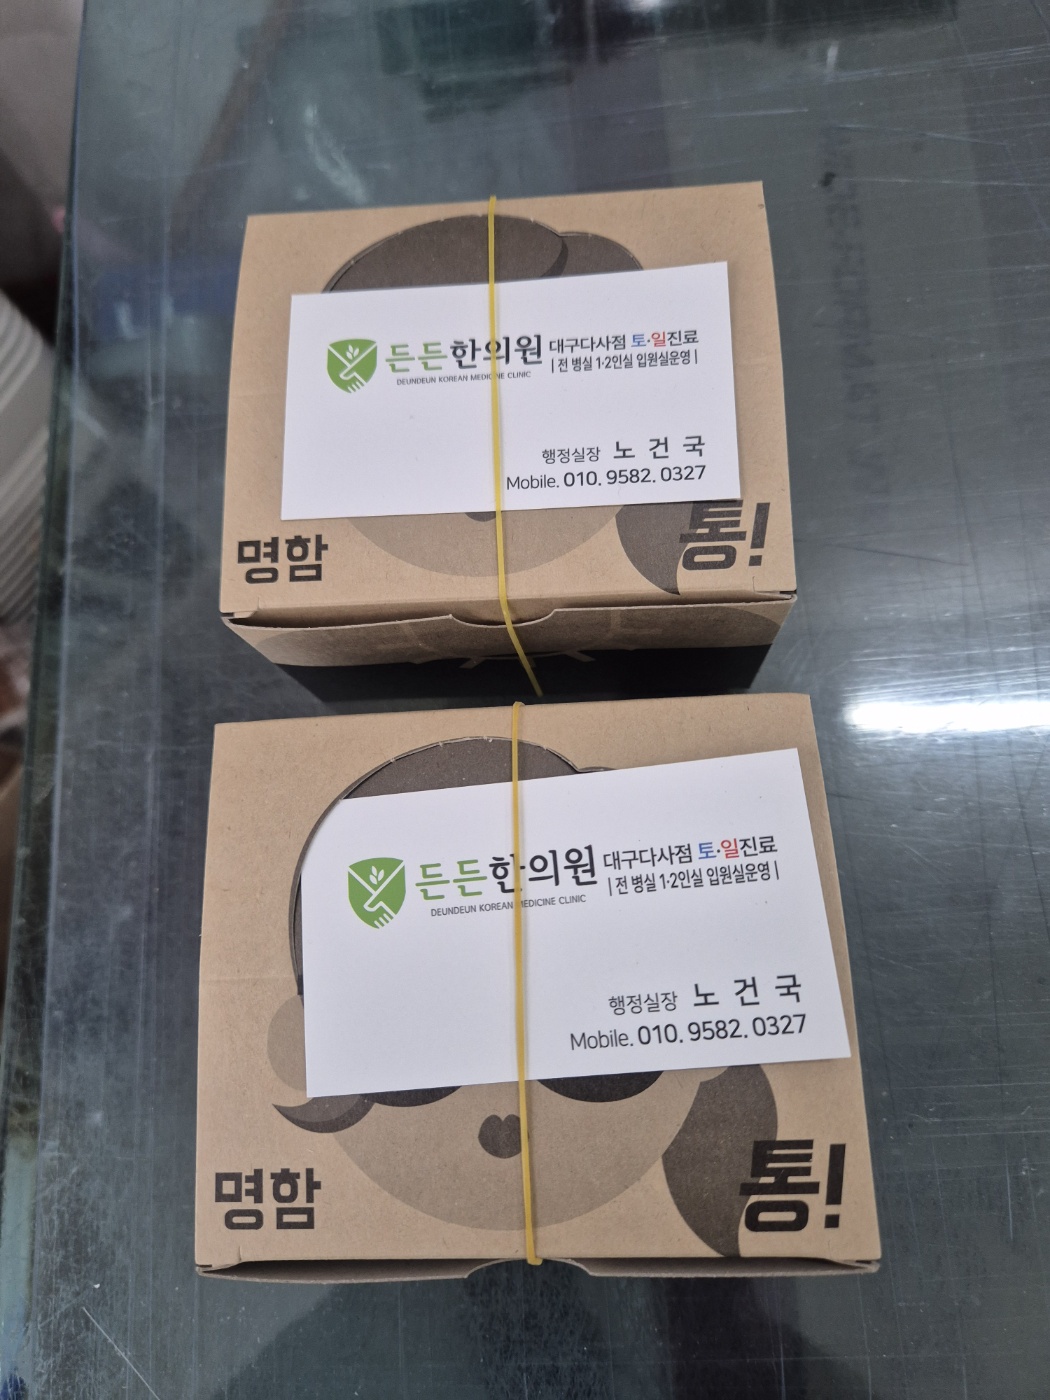 든든한의원 대구다사점 토·일진료
DEUNDEUN KOREAN MEDICINE CLINIC | 전 병실 1·2인실 입원실운영 |
행정실장 노 건 국
Mobile. 010. 9582. 0327
명함 통!
든든한의원 대구다사점 토·일진료
DEUNDEUN KOREAN MEDICINE CLINIC | 전 병실 1·2인실 입원실운영 |
행정실장 노 건 국
Mobile. 010. 9582. 0327
명함 통!